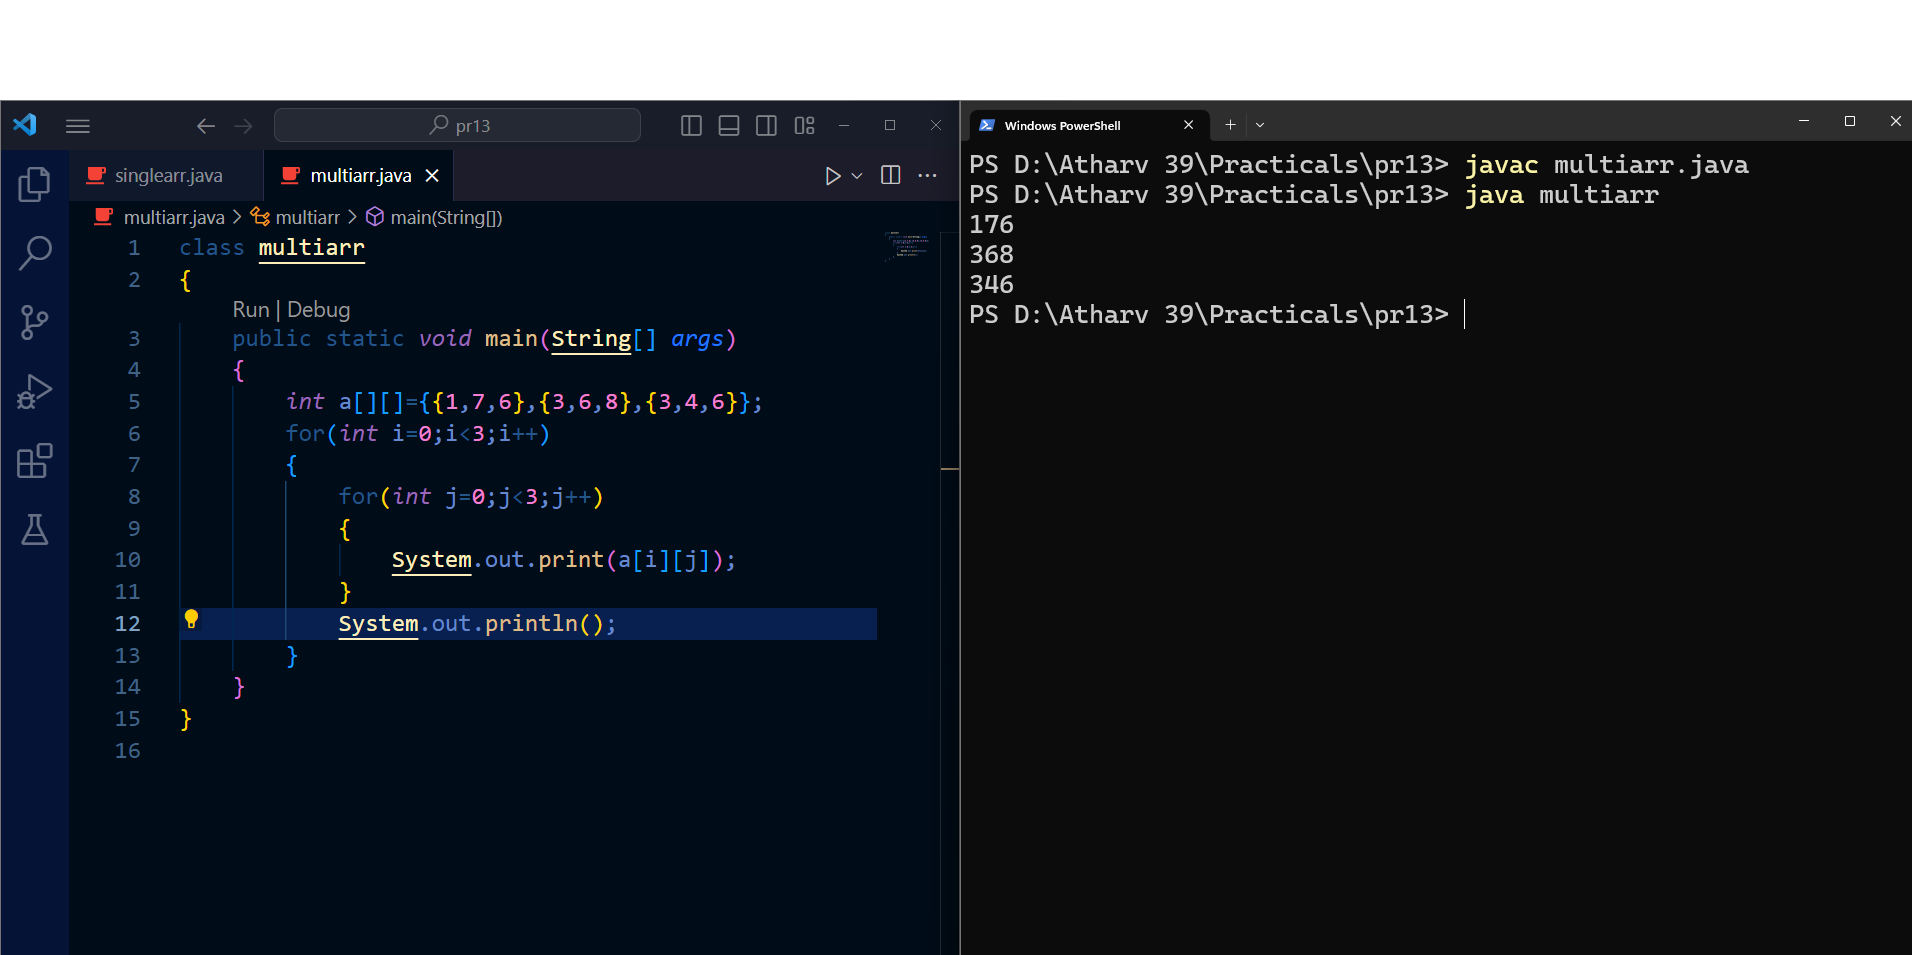 pr13
singlearr.java
multiarr.java
multiarr.java > multiarr > main(String[])
1 class multiarr
2 {
Run | Debug
3 public static void main(String[] args)
4 {
5 int a[][]={{1,7,6},{3,6,8},{3,4,6}};
6 for(int i=0;i<3;i++)
7 {
8 for(int j=0;j<3;j++)
9 {
10 System.out.print(a[i][j]);
11 }
12 System.out.println();
13 }
14 }
15 }
16
Windows PowerShell
PS D:\Atharv 39\Practicals\pr13> javac multiarr.java
PS D:\Atharv 39\Practicals\pr13> java multiarr
176
368
346
PS D:\Atharv 39\Practicals\pr13>